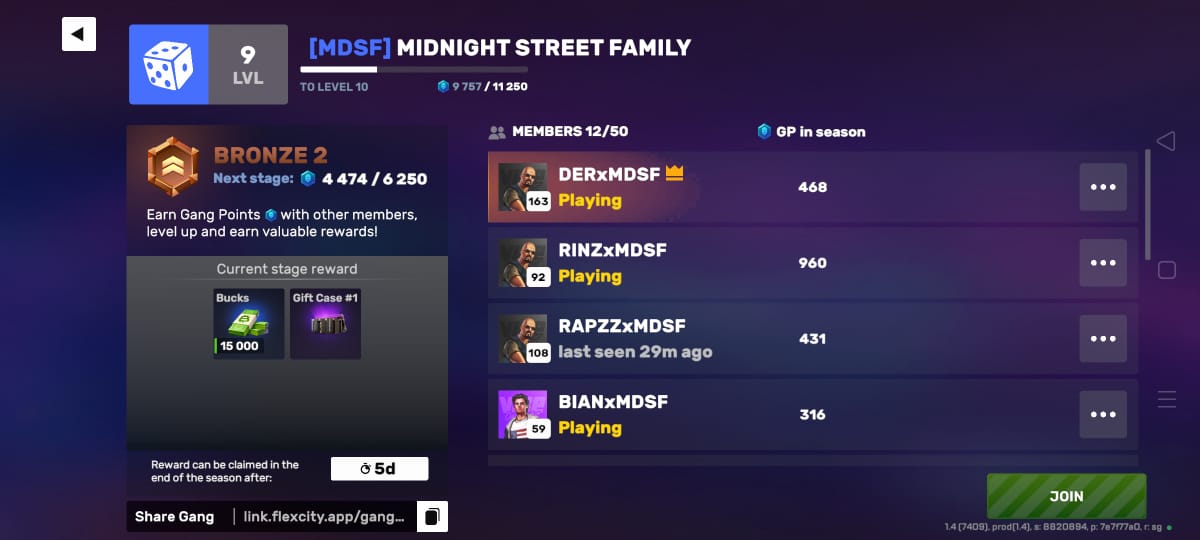 9
LVL
[MDSF] MIDNIGHT STREET FAMILY
TO LEVEL 10
9 757 / 11 250
BRONZE 2
Next stage: 4 474 / 6 250
Earn Gang Points with other members,
level up and earn valuable rewards!
Current stage reward
Bucks
15 000
Gift Case #1
Reward can be claimed in the
end of the season after:
5d
Share Gang
link.flexcity.app/gang...
MEMBERS 12/50
GP in season
163
DERxMDSF
Playing
468
92
RINZxMDSF
Playing
960
108
RAPZZxMDSF
last seen 29m ago
431
59
BIANxMDSF
Playing
316
JOIN
1.4 (7409), prod(1.4), s: 8820894, p: 7e7f77a0, r: sg